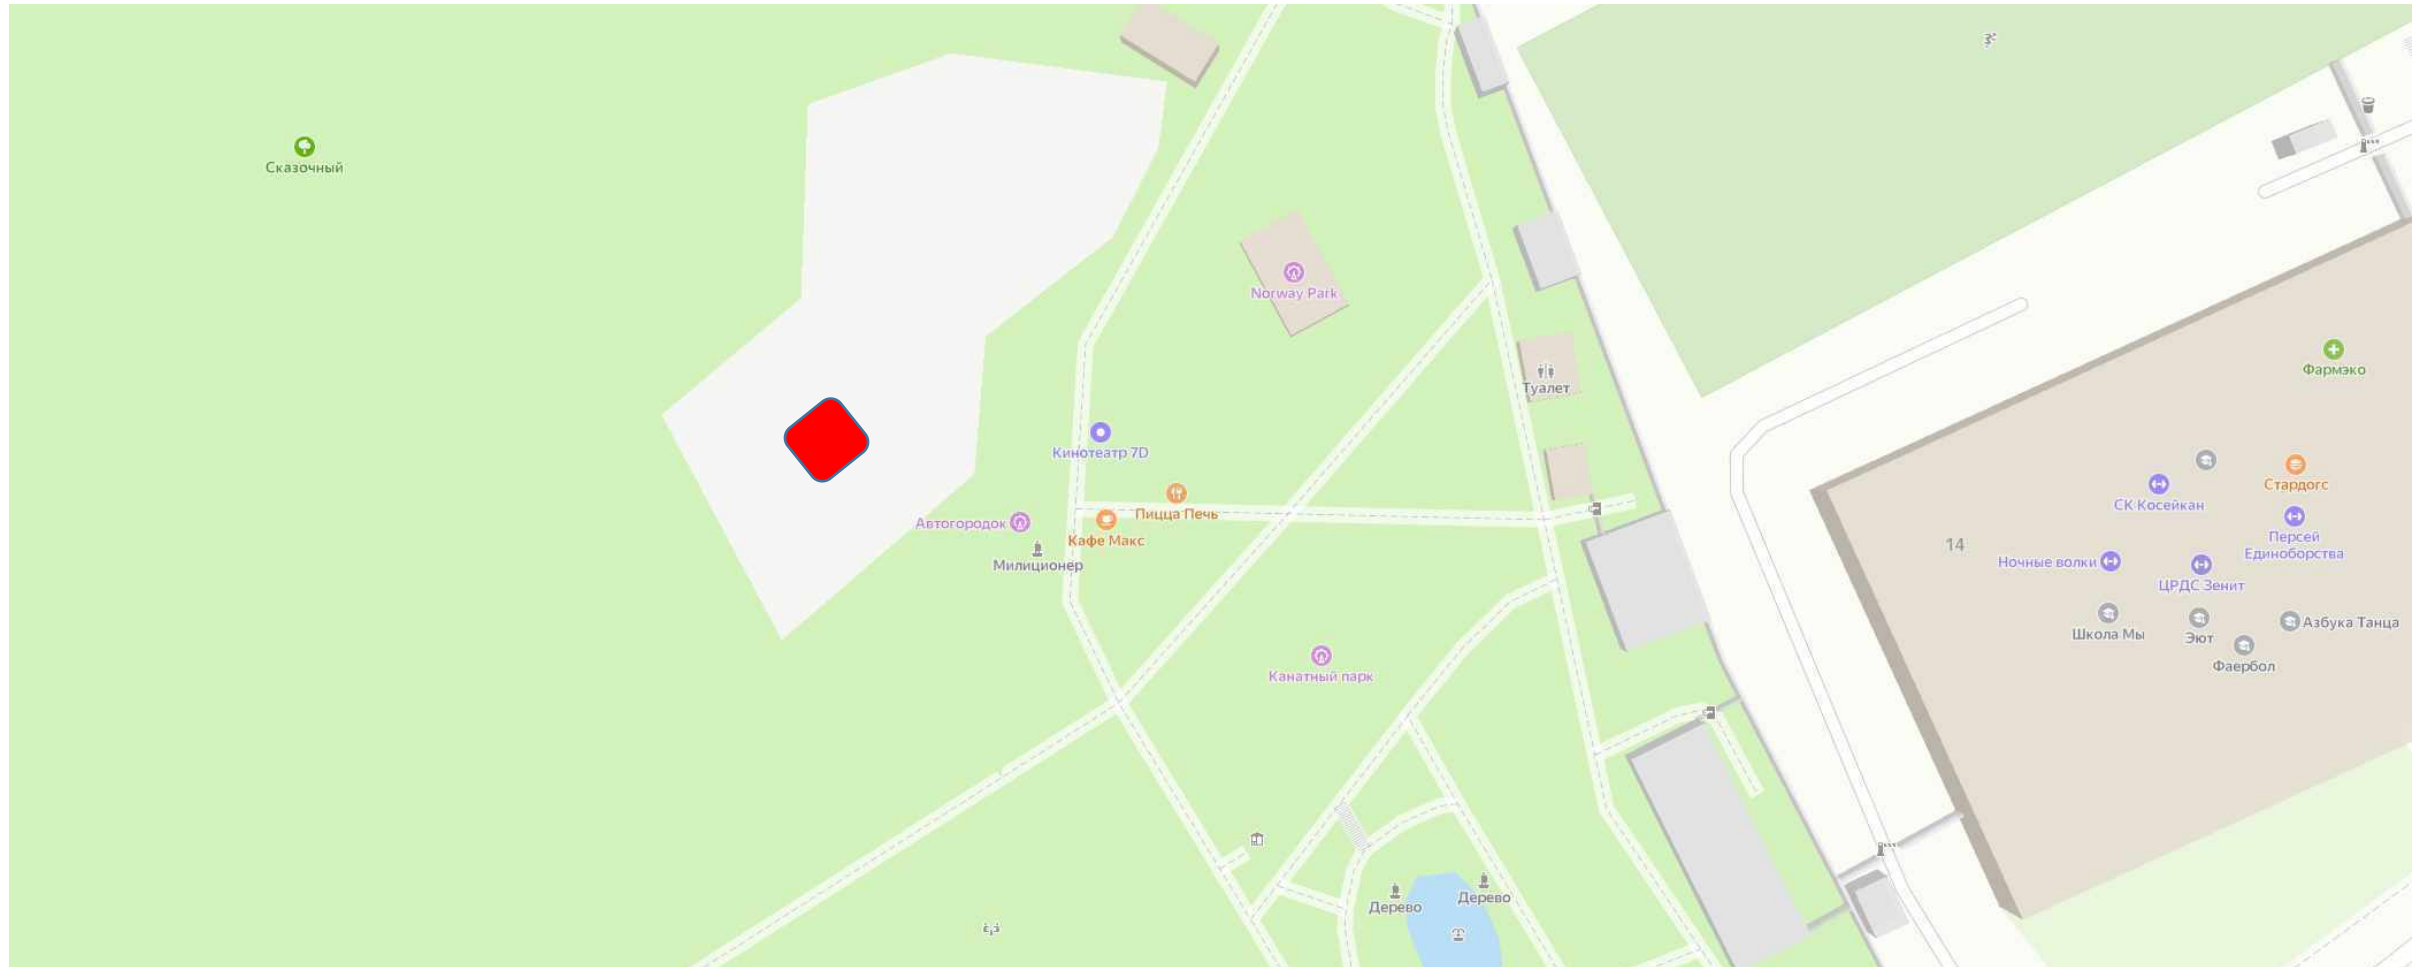 Сказочный
Norway Park
Фармэко
Туалет
Кинотеатр 7D
Стардогс
СК Косейкан
Пицца Печь
Автогородок
Кафе Макс
Персей
Единоборства
14
Милиционер
Ночные волки
ЦРДС Зенит
Азбука Танца
Школа Мы
Эют
Фаербол
Канатный парк
Дерево
Дерево